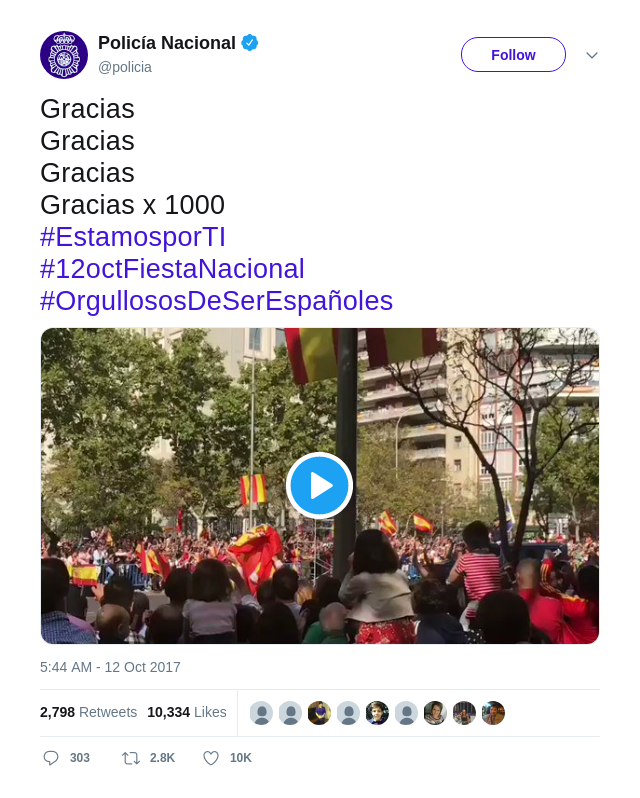 Policía Nacional
@policia
Follow
Gracias
Gracias
Gracias
Gracias x 1000
#EstamosporTI
#12octFiestaNacional
#OrgullososDeSerEspañoles
5:44 AM - 12 Oct 2017
2,798 Retweets 10,334 Likes
303 2.8K 10K